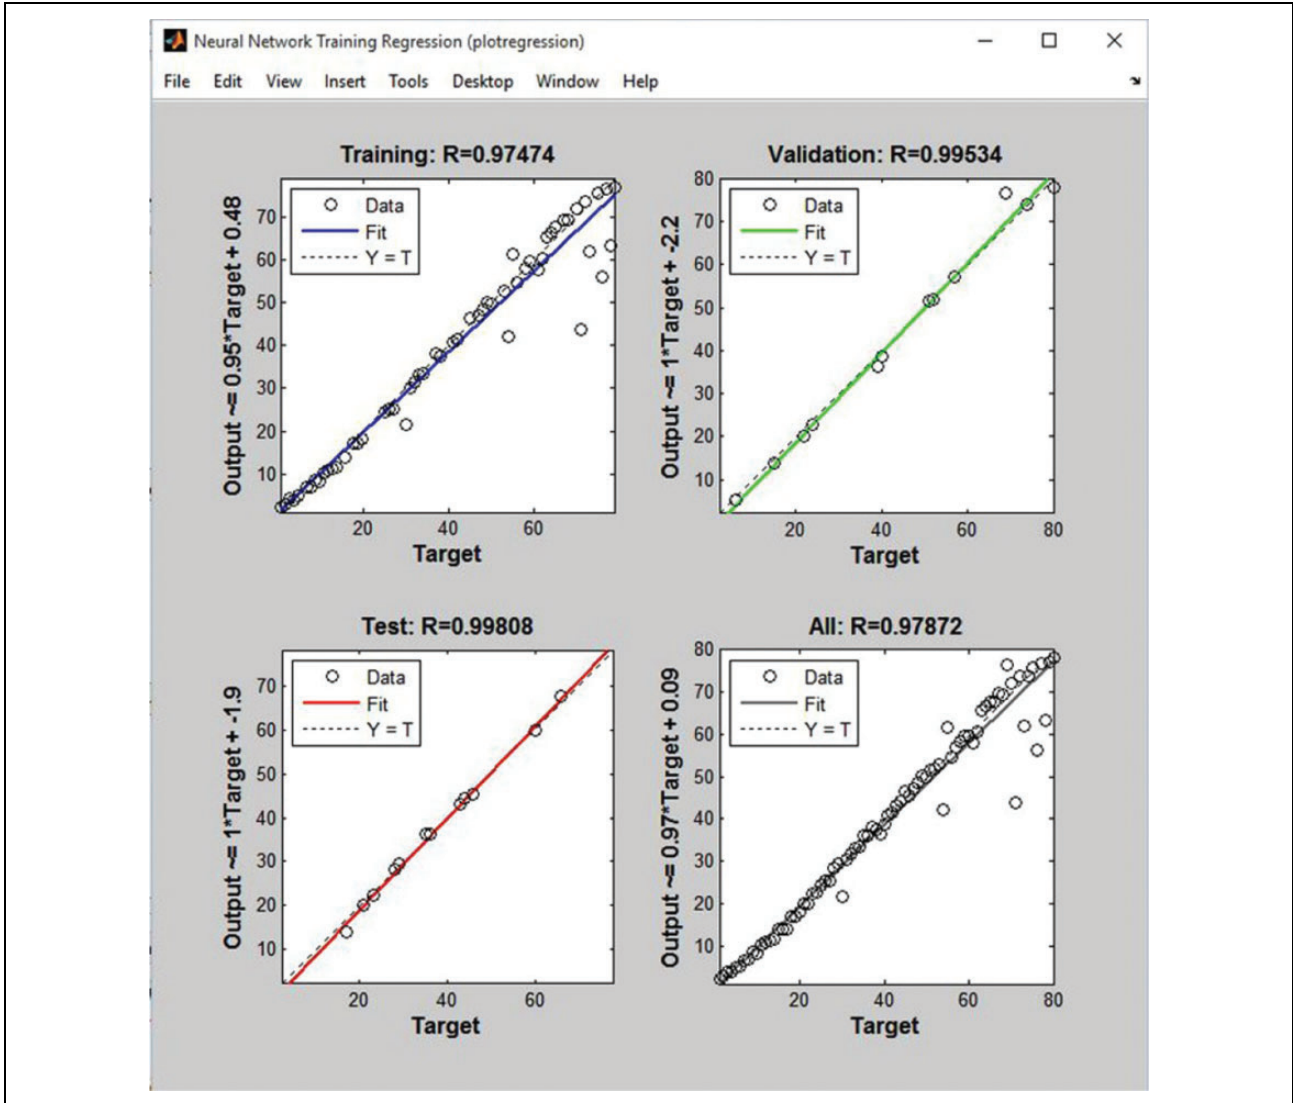 Neural Network Training Regression (plotregression)
File Edit View Insert Tools Desktop Window Help
Training: R=0.97474
Output ~= 0.95*Target + 0.48
70
60
50
40
30
20
10
Data
Fit
Y = T
20 40 60
Target
Validation: R=0.99534
Output ~= 1*Target + -2.2
80
70
60
50
40
30
20
10
Data
Fit
Y = T
20 40 60 80
Target
Test: R=0.99808
Output ~= 1*Target + -1.9
70
60
50
40
30
20
10
Data
Fit
Y = T
20 40 60
Target
All: R=0.97872
Output ~= 0.97*Target + 0.09
80
70
60
50
40
30
20
10
Data
Fit
Y = T
20 40 60 80
Target